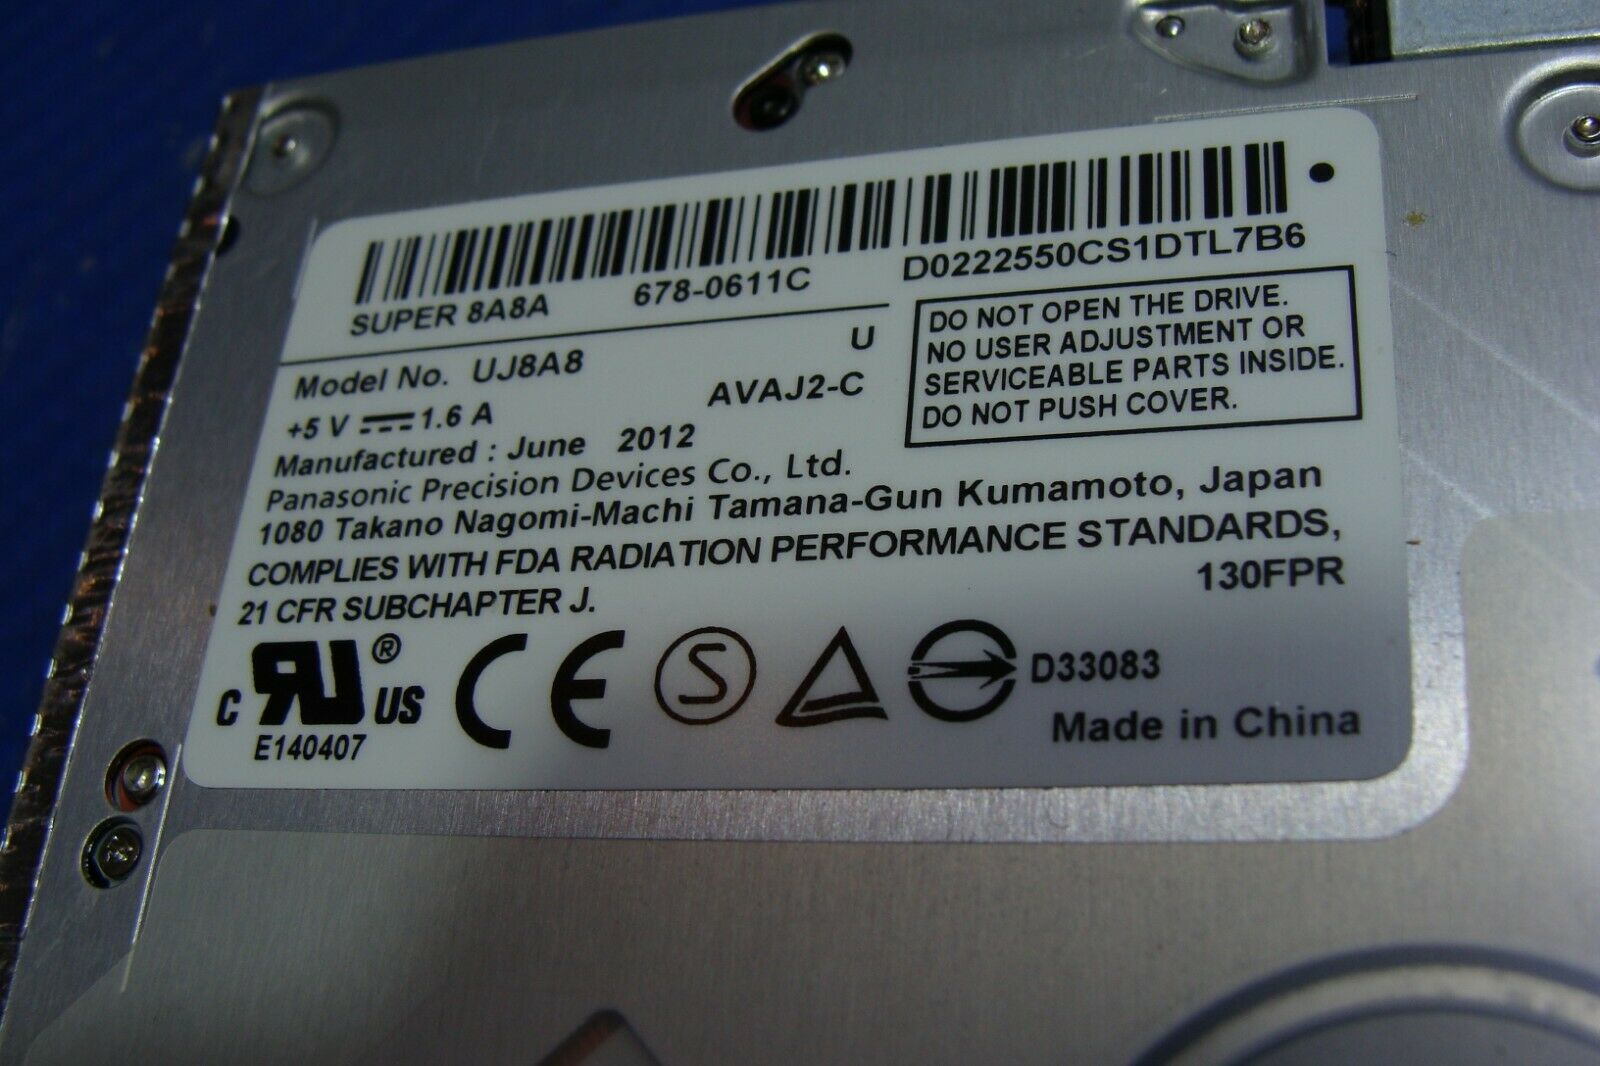 SUPER 8A8A 678-0611C D0222550CS1DTL7B6
Model No. UJ8A8 U
+5 V 1.6 A AVAJ2-C
Manufactured : June 2012
DO NOT OPEN THE DRIVE.
NO USER ADJUSTMENT OR
SERVICEABLE PARTS INSIDE.
DO NOT PUSH COVER.
Panasonic Precision Devices Co., Ltd.
1080 Takano Nagomi-Machi Tamana-Gun Kumamoto, Japan
COMPLIES WITH FDA RADIATION PERFORMANCE STANDARDS,
21 CFR SUBCHAPTER J. 130FPR
C RU ® US CE S D33083
E140407 Made in China